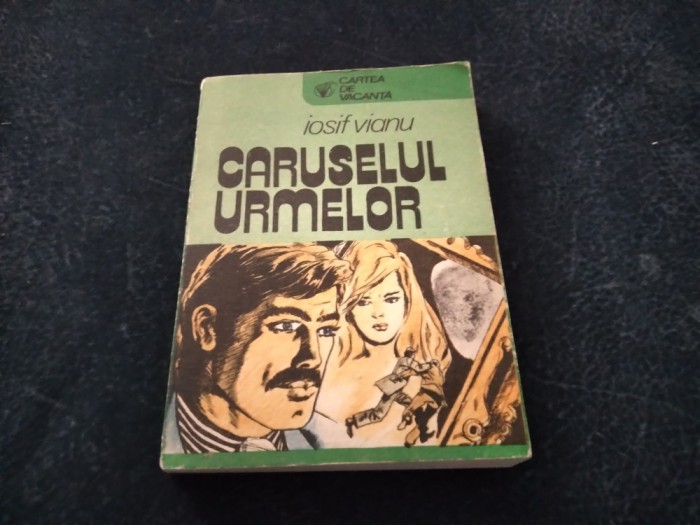 CARTEA
DE
VACANȚĂ
iosif vianu
CARUSELUL
URMELOR